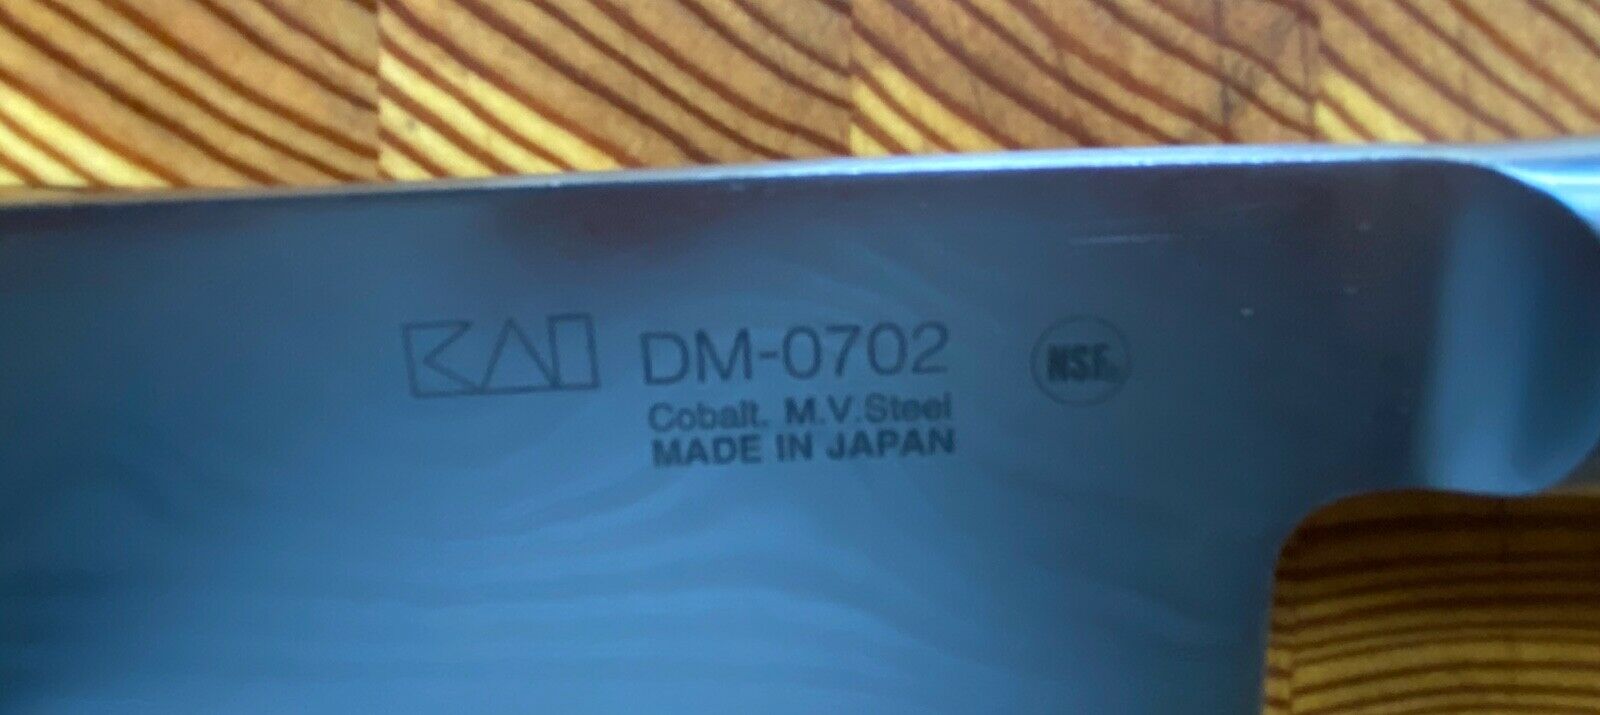 KAI DM-0702 NSF®
Cobalt. M.V.Steel
MADE IN JAPAN